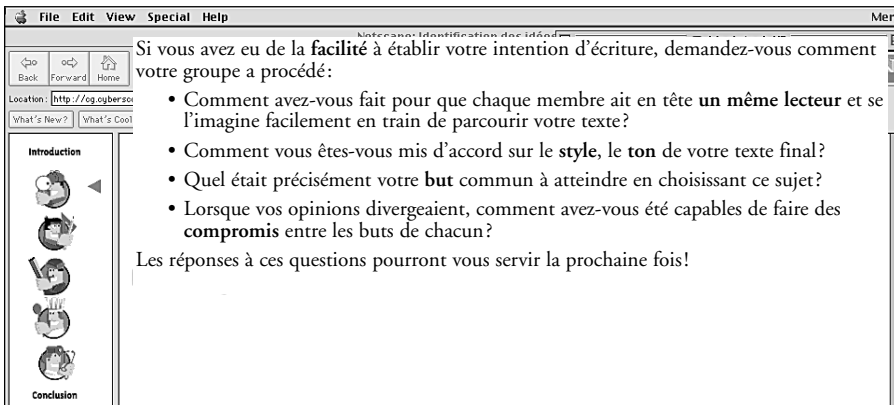 File Edit View Special Help
Netscape: Identification des idées
Si vous avez eu de la facilité à établir votre intention d'écriture, demandez-vous comment
votre groupe a procédé:
Back Forward Home
• Comment avez-vous fait pour que chaque membre ait en tête un même lecteur et se
l'imagine facilement en train de parcourir votre texte?
Location: http://cg.cybersco
What's New? What's Cool
• Comment vous êtes-vous mis d'accord sur le style, le ton de votre texte final?
• Quel était précisément votre but commun à atteindre en choisissant ce sujet?
• Lorsque vos opinions divergeaient, comment avez-vous été capables de faire des
compromis entre les buts de chacun?
Les réponses à ces questions pourront vous servir la prochaine fois!
Introduction
Conclusion